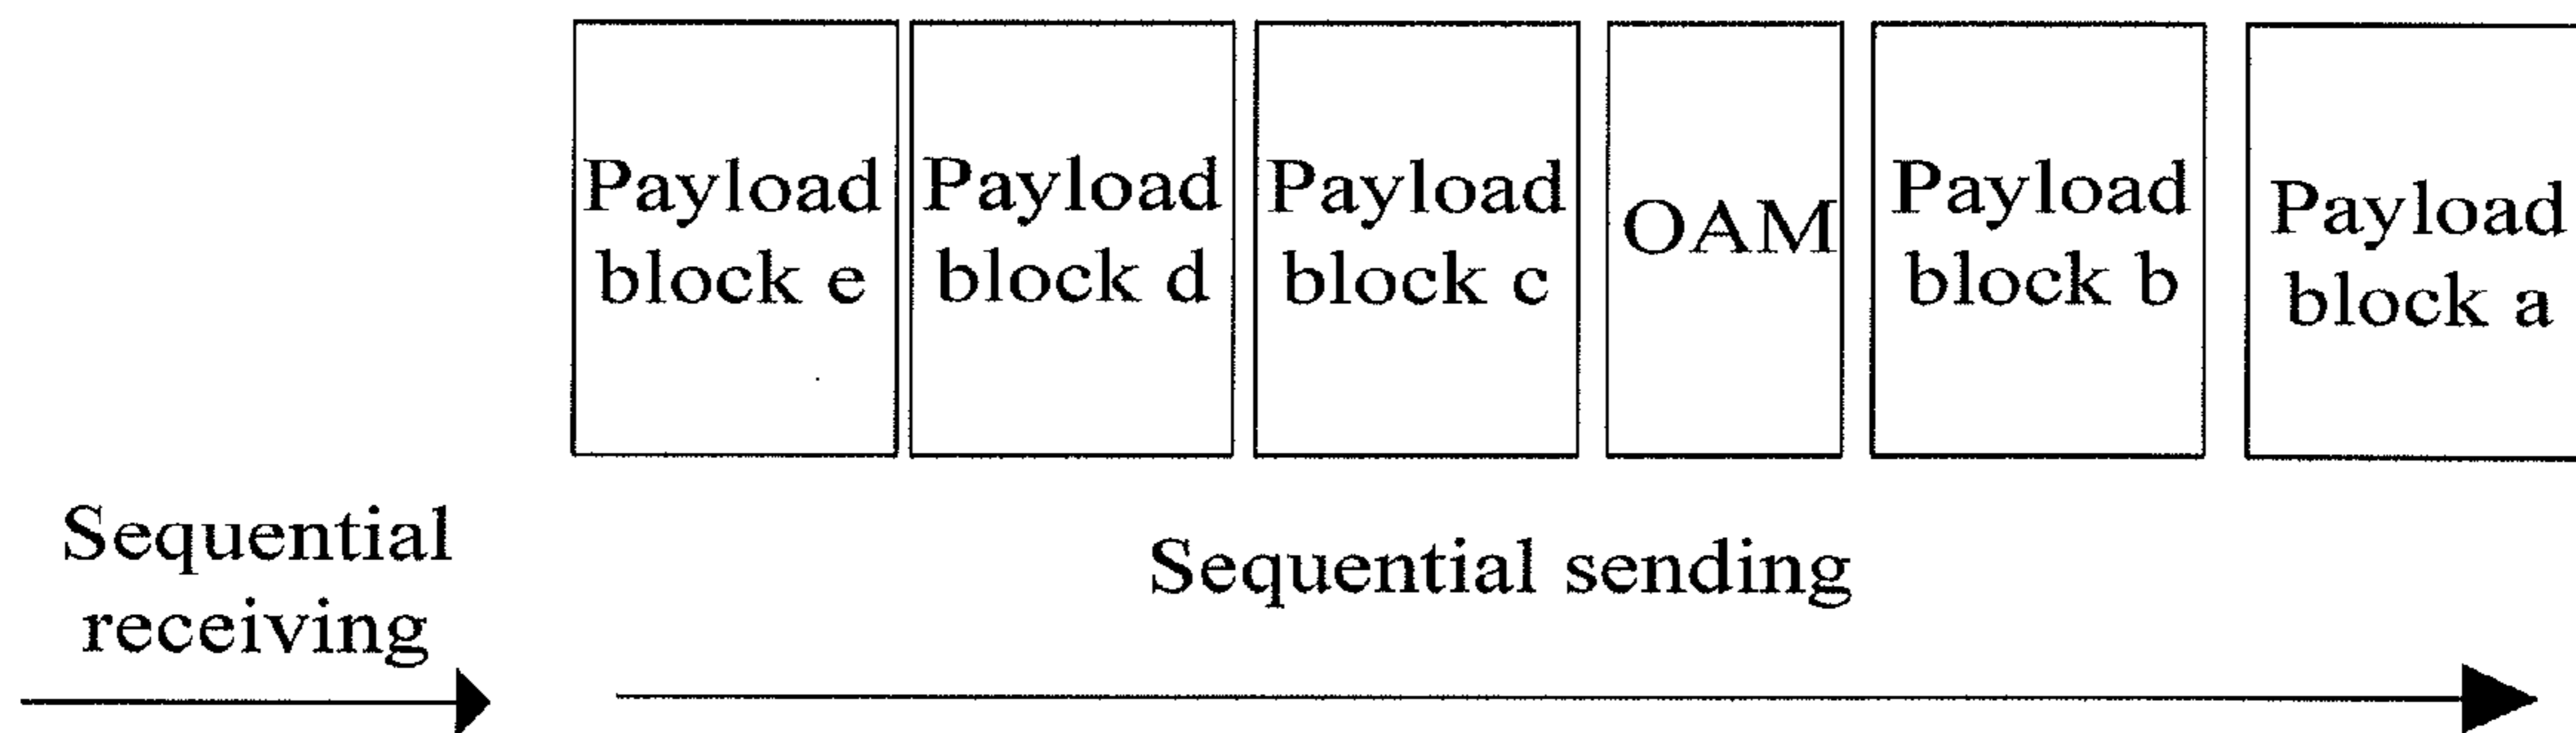 Payload
block e
Payload
block d
Payload
block c
OAM
Payload
block b
Payload
block a
Sequential
receiving
Sequential sending